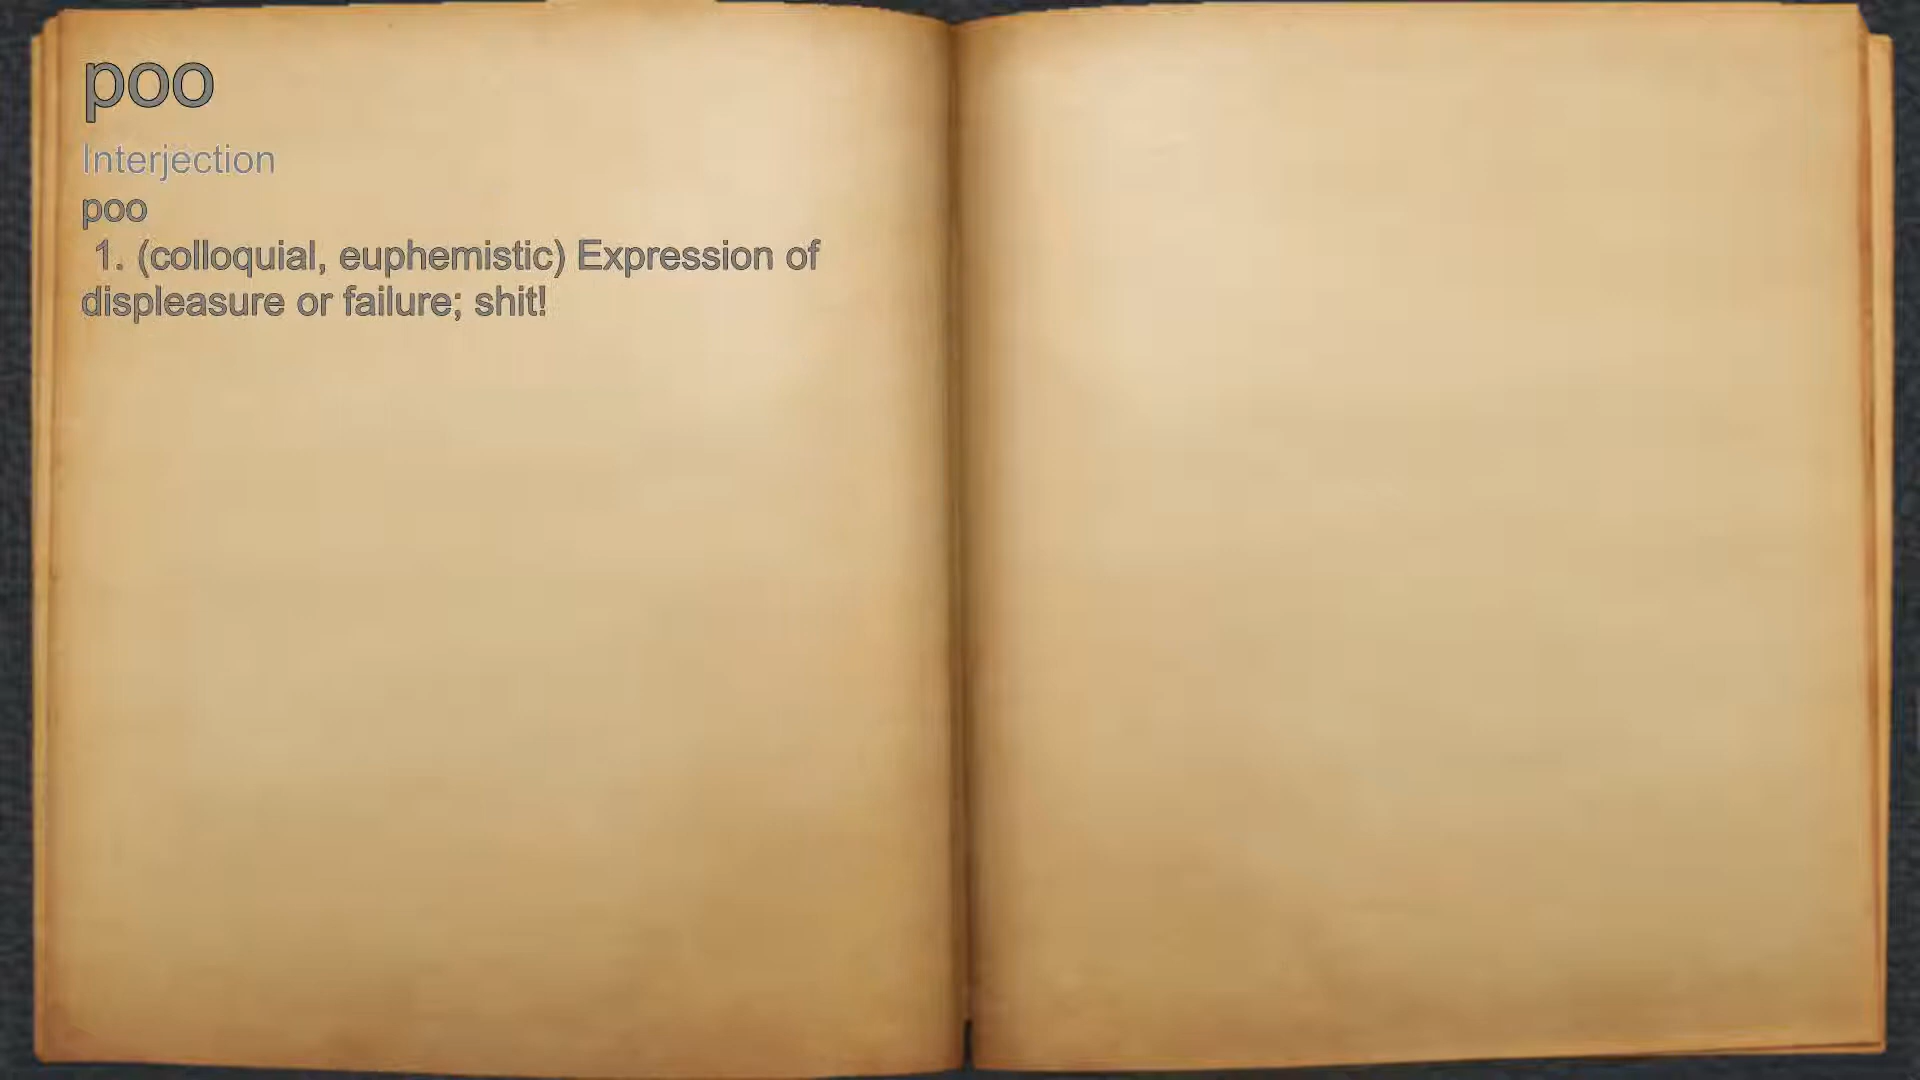 poo
Interjection
poo
1. (colloquial, euphemistic) Expression of
displeasure or failure; shit!